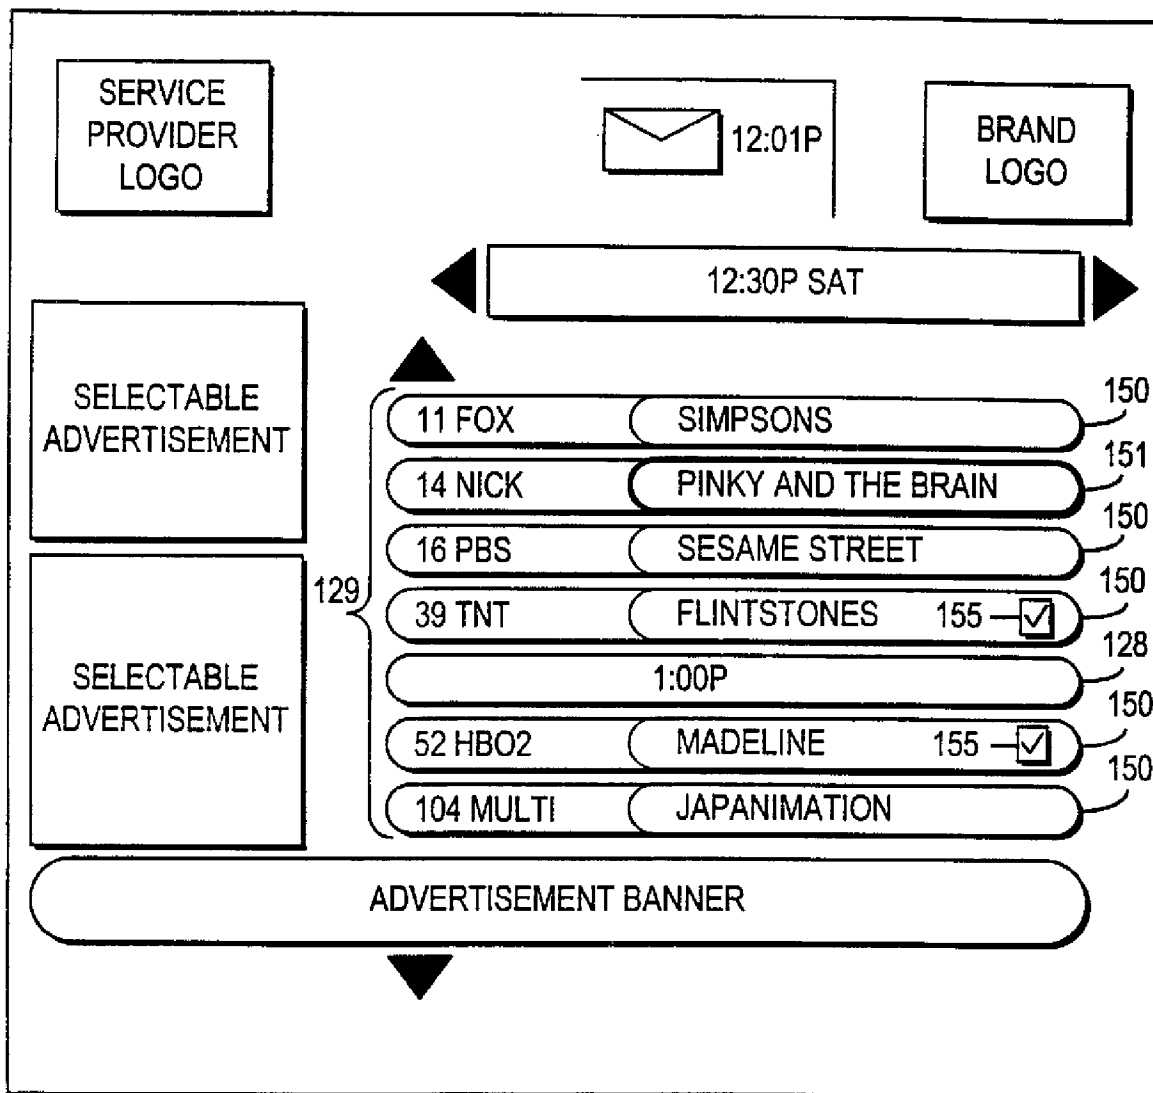 SERVICE
PROVIDER
LOGO
12:01P
BRAND
LOGO
12:30P SAT
SELECTABLE
ADVERTISEMENT
SELECTABLE
ADVERTISEMENT
129
11 FOX SIMPSONS 150
14 NICK PINKY AND THE BRAIN 151
16 PBS SESAME STREET 150
39 TNT FLINTSTONES 155 150
1:00P 128
52 HBO2 MADELINE 155 150
104 MULTI JAPANIMATION 150
ADVERTISEMENT BANNER